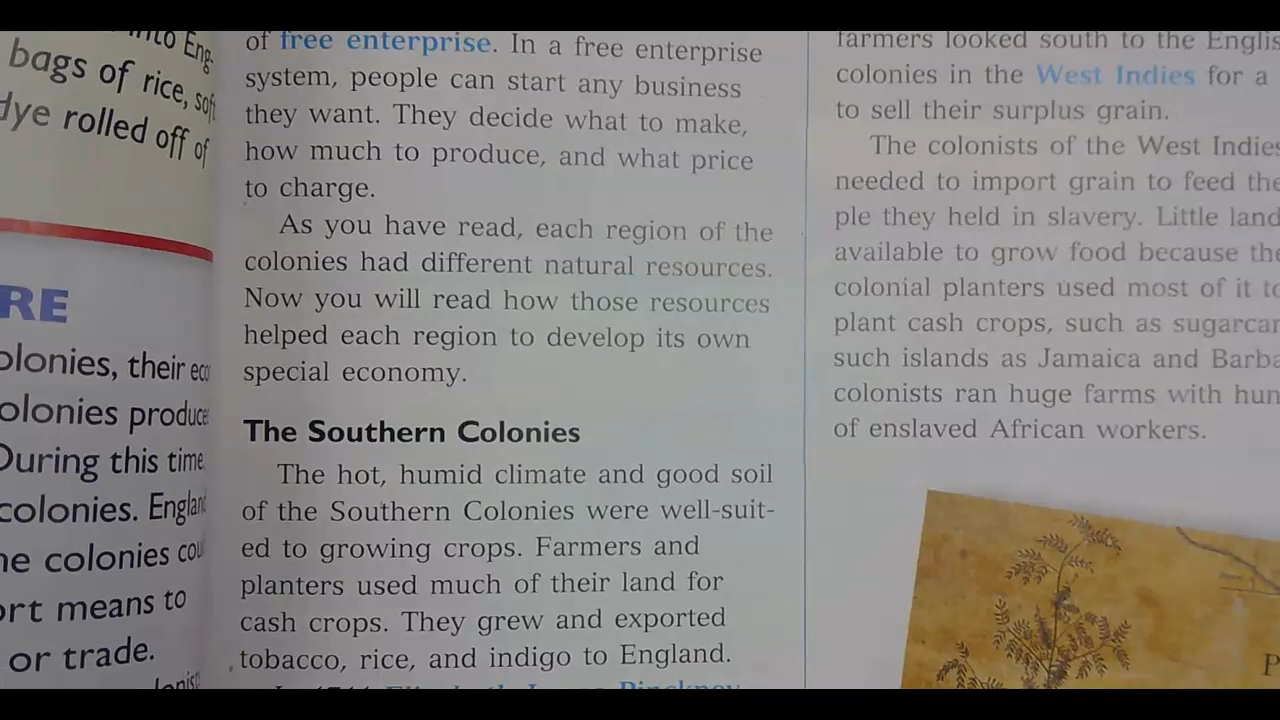 into Eng-
bags of rice, soft
dye rolled off of
RE
colonies, their
colonies
During this time
colonies. England
the colonies
means to
or trade.
of free enterprise. In a free enterprise
system, people can start any business
they want. They decide what to make,
how much to produce, and what price
to charge.
As you have read, each region of the
colonies had different natural resources.
Now you will read how those resources
helped each region to develop its own
special economy.
The Southern Colonies
The hot, humid climate and good soil
of the Southern Colonies were well-suit-
ed to growing crops. Farmers and
planters used much of their land for
cash crops. They grew and exported
tobacco, rice, and indigo to England.
Pinckney
farmers looked south to the Englis
colonies in the West Indies for a
to sell their surplus grain.
The colonists of the West Indies
needed to import grain to feed the
ple they held in slavery. Little land
available to grow food because the
colonial planters used most of it to
plant cash crops, such as sugarcan
such islands as Jamaica and Barba
colonists ran huge farms with hun
of enslaved African workers.
P